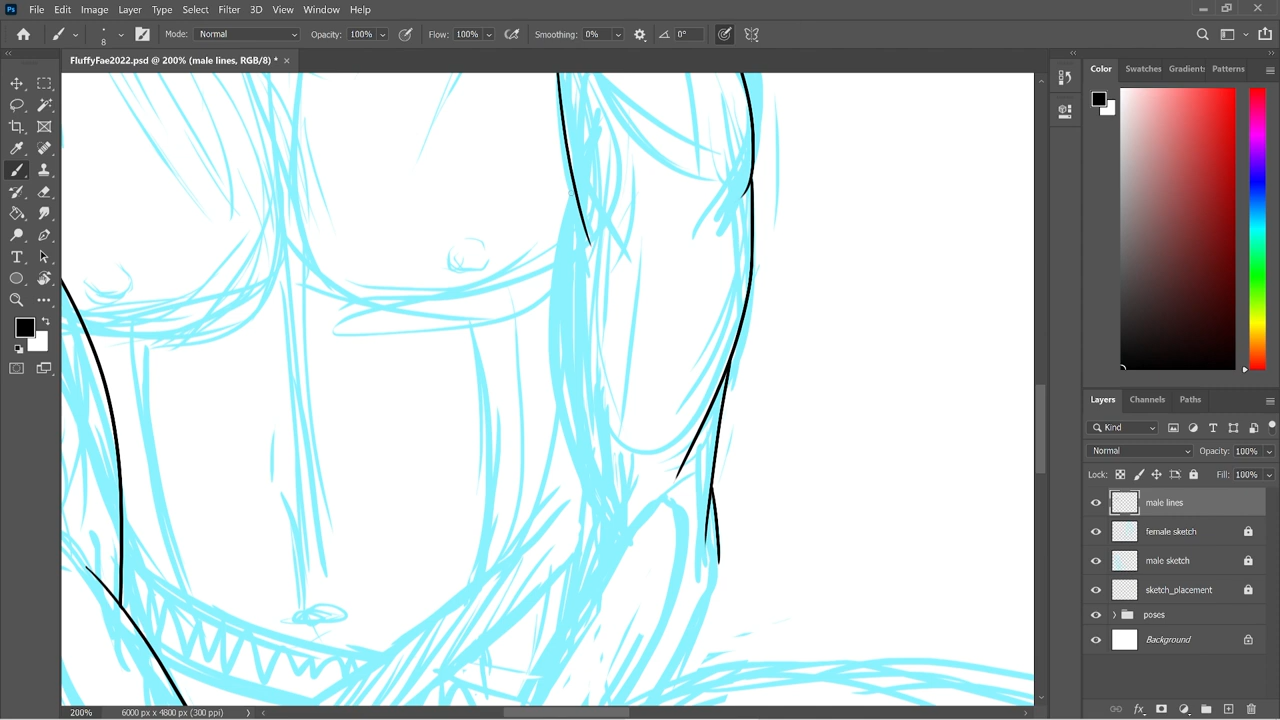 Ps File Edit Image Layer Type Select Filter 3D View Window Help
8 Mode: Normal Opacity: 100% Flow: 100% Smoothing: 0% 0°
FluffyFae2022.psd @ 200% (male lines, RGB/8) * ×
Color Swatches Gradients Patterns
Layers Channels Paths
Kind
Normal Opacity: 100%
Lock: Fill: 100%
male lines
female sketch
male sketch
sketch_placement
poses
Background
fx
200% 6000 px x 4800 px (300 ppi)